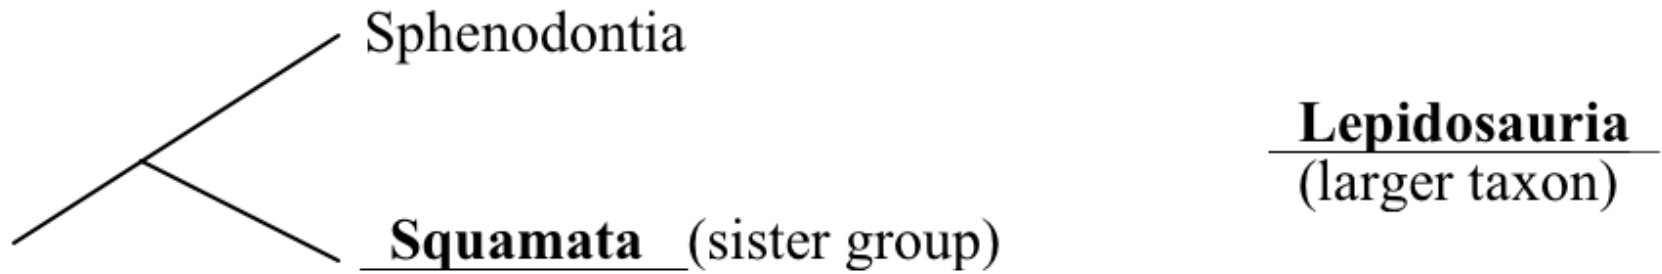 Sphenodontia
Lepidosauria
(larger taxon)
Squamata (sister group)